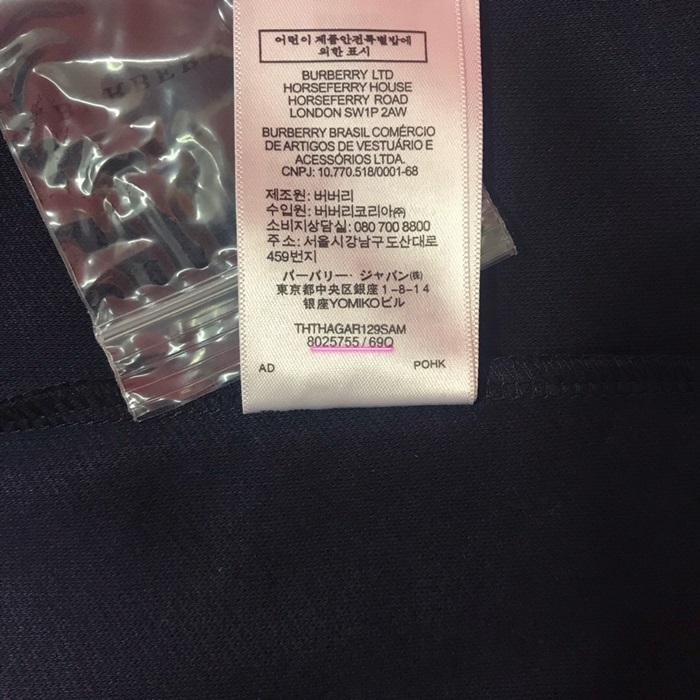 어린이제품안전특별법에
의한 표시
BURBERRY LTD
HORSEFERRY HOUSE
HORSEFERRY ROAD
LONDON SW1P 2AW
BURBERRY BRASIL COMÉRCIO
DE ARTIGOS DE VESTUÁRIO E
ACESSÓRIOS LTDA.
CNPJ: 10.770.518/0001-68
제조원: 버버리
수입원: 버버리코리아㈜
소비지상담실: 080 700 8800
주소: 서울시강남구도산대로
459번지
バーバリー・ジャパン㈱
東京都中央区銀座1-8-14
銀座YOMIKOビル
THTHAGAR129SAM
8025755 / 69Q
AD
POHK